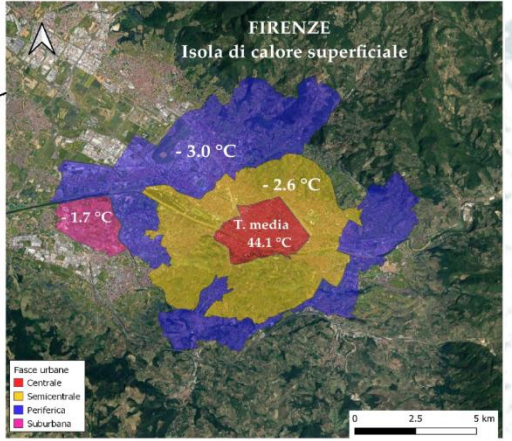 FIRENZE
Isola di calore superficiale
- 3.0 °C
- 2.6 °C
- 1.7 °C
T. media
44.1 °C
Fasce urbane
Centrale
Semicentrale
Periferica
Suburbana
0 2.5 5 km